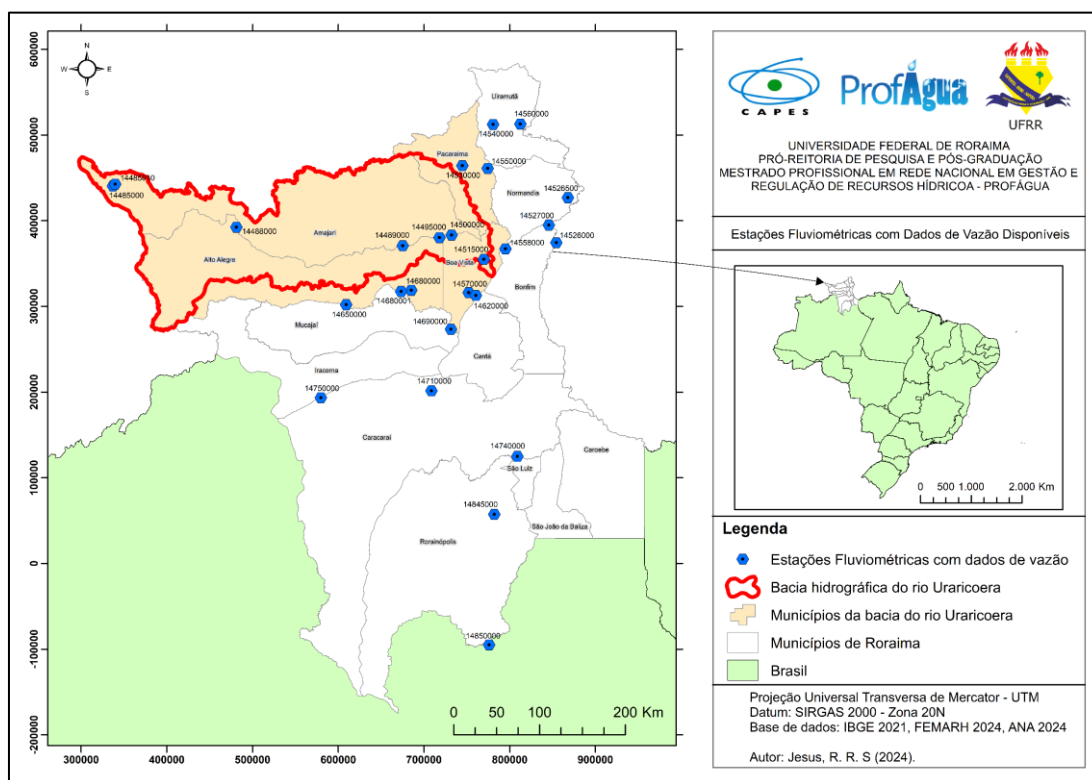 600000
500000
400000
300000
200000
100000
0
-100000
-200000
300000
400000
500000
600000
700000
800000
900000
N
W
E
S
Uiramutã
14560000
14540000
Pacaraima
14550000
14530000
Normandia
14526500
14485000
14527000
14488000
Amajari
14489000
14495000
14500000
14526000
14558000
14515000
Alto Alegre
Boa Vista
14680000
14570000
Bonfim
14680001
14620000
14650000
14690000
Mucajaí
Cantá
Iracema
14750000
14710000
Caracaraí
14740000
Caroebe
São Luiz
14845000
São João da Baliza
Rorainópolis
14850000
0 50 100 200 Km
CAPES
ProfÁgua
UFRR
UNIVERSIDADE FEDERAL DE RORAIMA
PRÓ-REITORIA DE PESQUISA E PÓS-GRADUAÇÃO
MESTRADO PROFISSIONAL EM REDE NACIONAL EM GESTÃO E
REGULAÇÃO DE RECURSOS HÍDRICOA - PROFÁGUA
Estações Fluviométricas com Dados de Vazão Disponíveis
0 500 1.000 2.000 Km
Legenda
Estações Fluviométricas com dados de vazão
Bacia hidrográfica do rio Uraricoera
Municípios da bacia do rio Uraricoera
Municípios de Roraima
Brasil
Projeção Universal Transversa de Mercator - UTM
Datum: SIRGAS 2000 - Zona 20N
Base de dados: IBGE 2021, FEMARH 2024, ANA 2024
Autor: Jesus, R. R. S (2024).